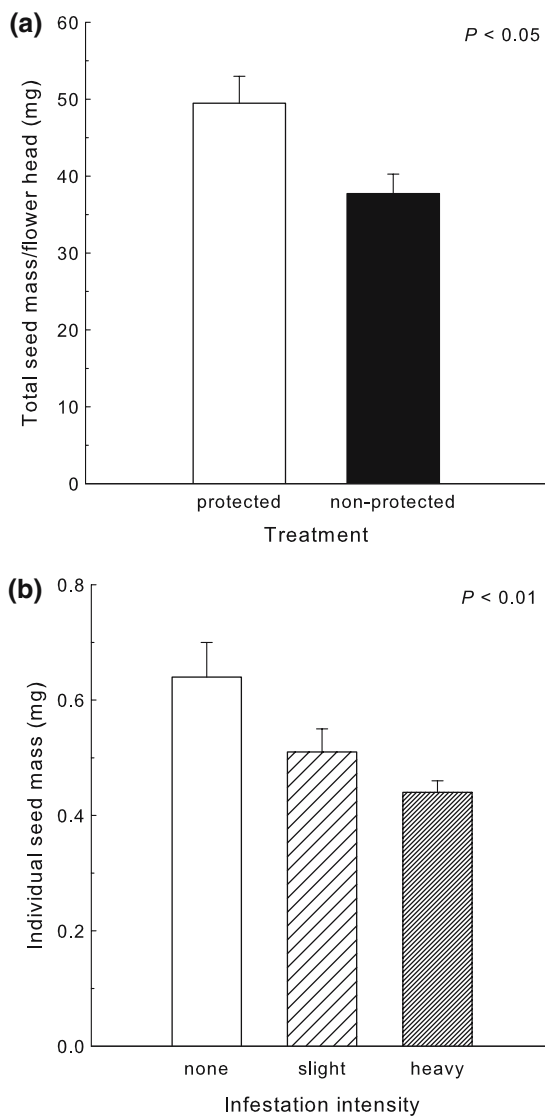 (a)
P < 0.05
Total seed mass/flower head (mg)
60
50
40
30
20
10
0
protected non-protected
Treatment
(b)
P < 0.01
Individual seed mass (mg)
0.8
0.6
0.4
0.2
0.0
none slight heavy
Infestation intensity